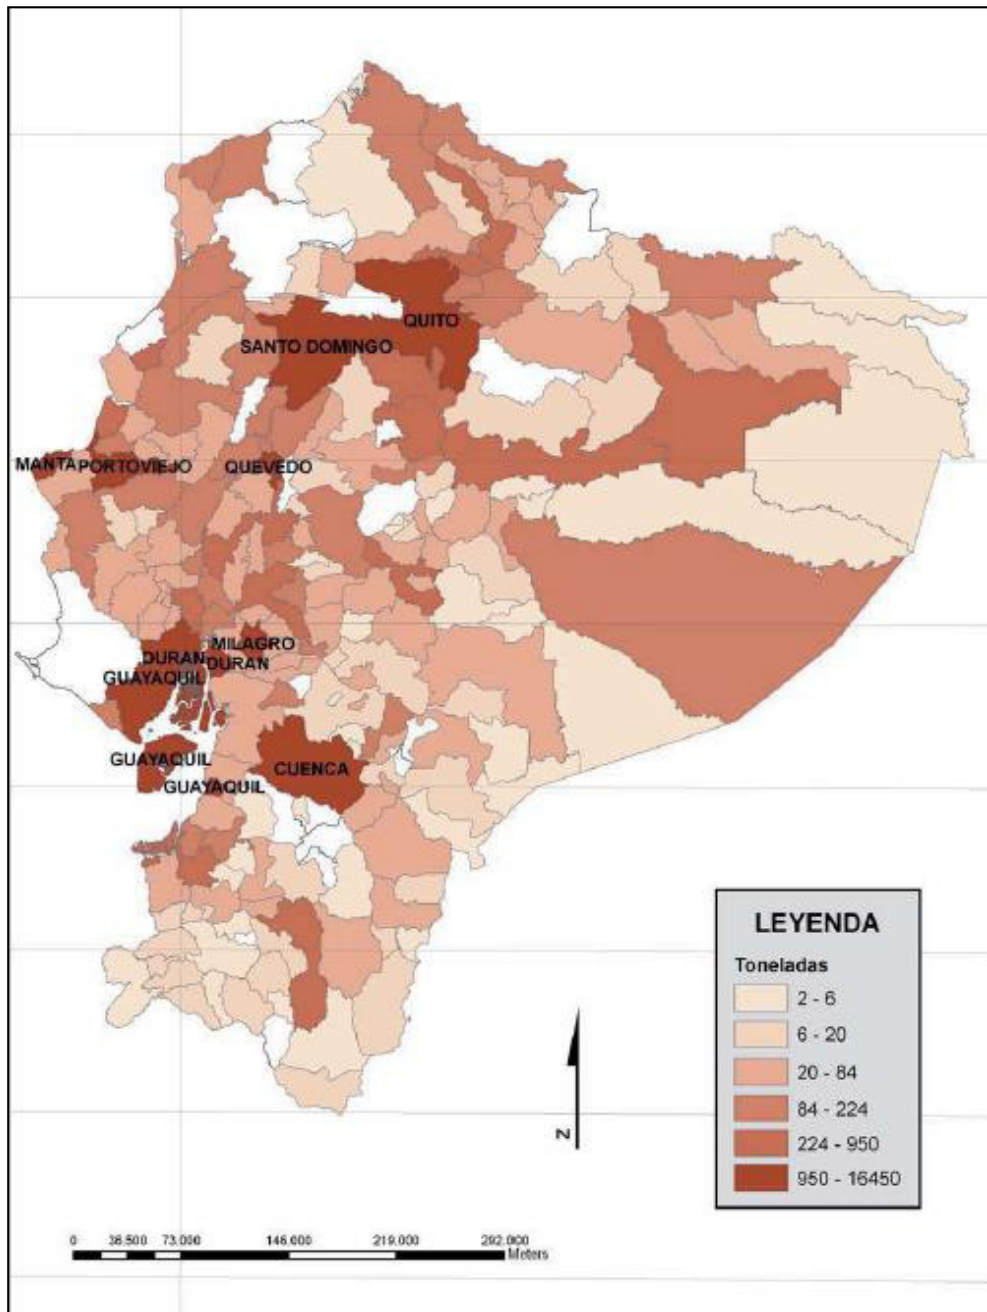 QUITO
SANTO DOMINGO
MANTA PORTOVIEJO QUEVEDO
MILAGRO
DURAN
DURAN
GUAYAQUIL
GUAYAQUIL
CUENCA
GUAYAQUIL
LEYENDA
Toneladas
2 - 6
6 - 20
20 - 84
84 - 224
224 - 950
950 - 16450
N
0 36.500 73.000 146.000 219.000 292.000
Meters